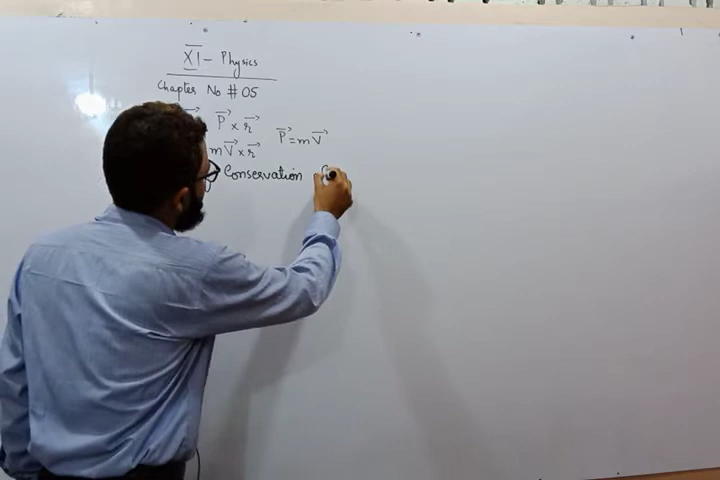 XI - Physics
Chapter No # 05
P x r
P = mV
mV x r
Conservation